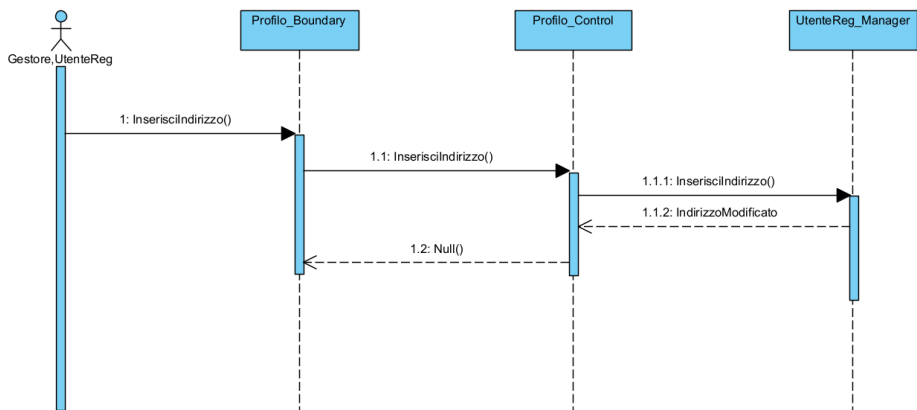 Profilo_Boundary
Profilo_Control
UtenteReg_Manager
Gestore,UtenteReg
1: InserisciIndirizzo()
1.1: InserisciIndirizzo()
1.1.1: InserisciIndirizzo()
1.1.2: IndirizzoModificato
1.2: Null()